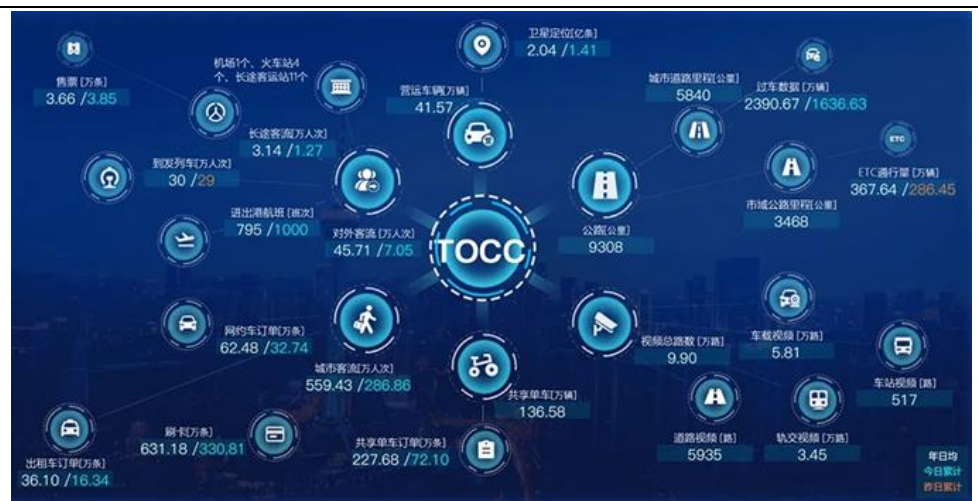 卫星定位[亿条]
2.04 /1.41
售票 [万条]
3.66 /3.85
机场1个、火车站4
个、长途客运站11个
营运车辆[万辆]
41.57
城市道路里程[公里]
5840
过车数据 [万辆]
2390.67 /1636.63
长途客流[万人次]
3.14 /1.27
ETC
到发列车[万人次]
30 /29
市域公路里程[公里]
3468
ETC通行量 [万辆]
367.64 /286.45
进出港航班 [班次]
795 /1000
对外客流 [万人次]
45.71 /7.05
TOCC
公路[公里]
9308
网约车订单[万条]
62.48 /32.74
城市客流[万人次]
559.43 /286.86
视频总路数 [万路]
9.90
车载视频 [万路]
5.81
车站视频 [路]
517
共享单车[万辆]
136.58
刷卡[万条]
631.18 /330.81
共享单车订单[万条]
227.68 /72.10
道路视频 [路]
5935
轨交视频 [万路]
3.45
出租车订单[万条]
36.10 /16.34
年日均
今日累计
昨日累计